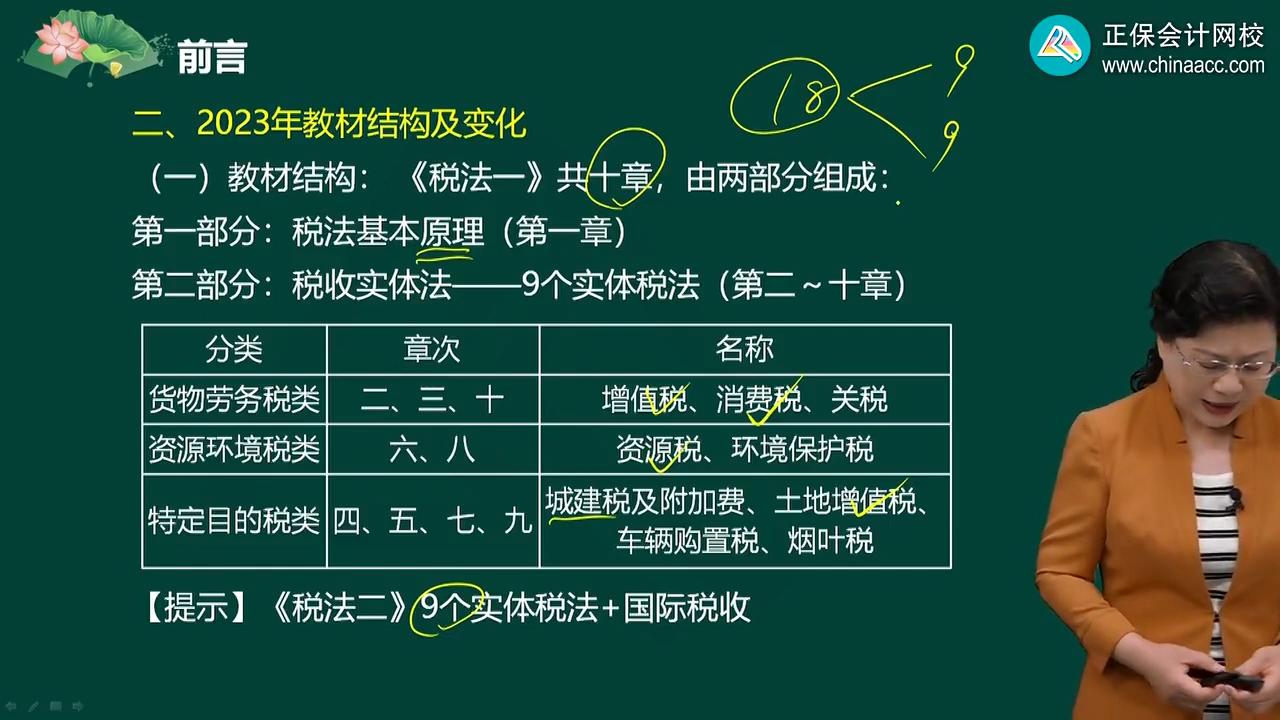 前言
正保会计网校
www.chinaacc.com
18
9
9
二、2023年教材结构及变化
（一）教材结构：《税法一》共十章，由两部分组成：
第一部分：税法基本原理（第一章）
第二部分：税收实体法——9个实体税法（第二～十章）
分类 章次 名称
货物劳务税类 二、三、十 增值税、消费税、关税
资源环境税类 六、八 资源税、环境保护税
特定目的税类 四、五、七、九 城建税及附加费、土地增值税、
车辆购置税、烟叶税
【提示】《税法二》9个实体税法+国际税收